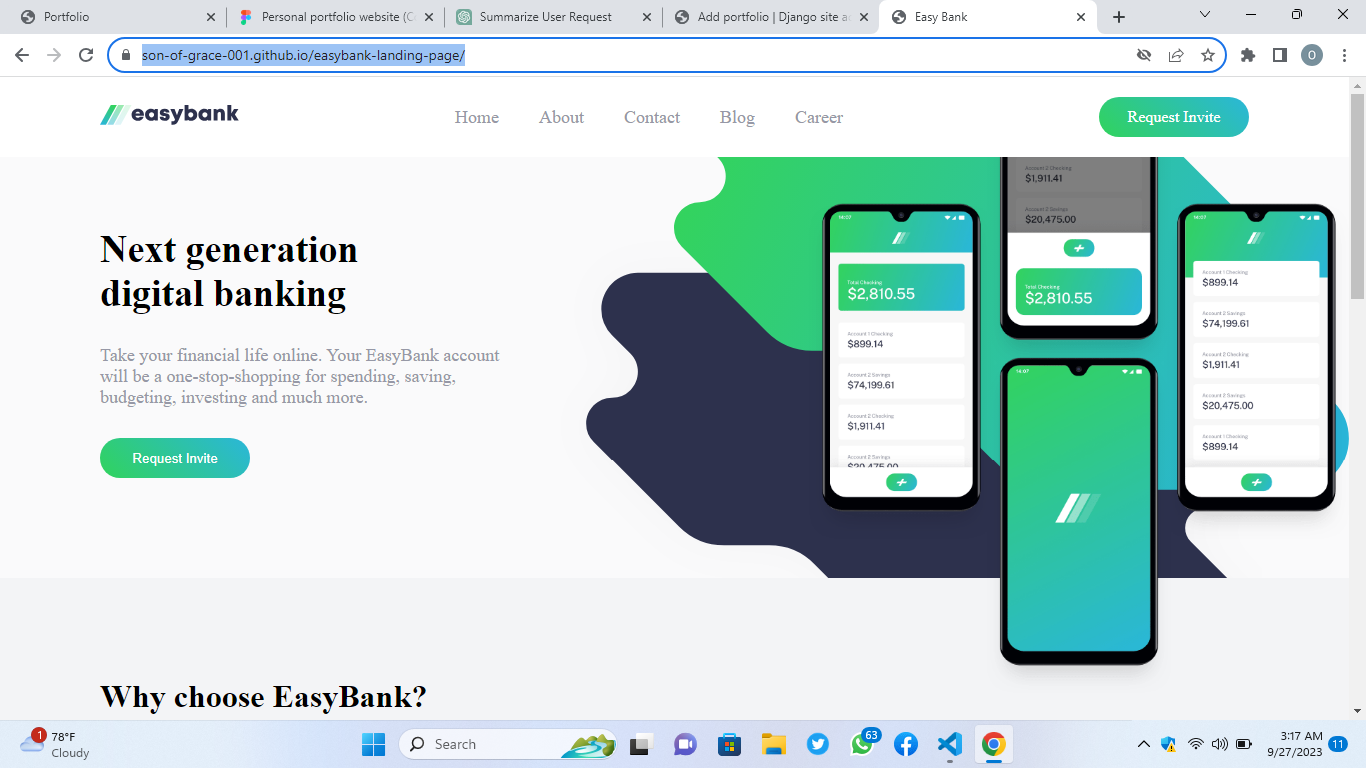 Portfolio
Personal portfolio website (C
Summarize User Request
Add portfolio | Django site a
Easy Bank
son-of-grace-001.github.io/easybank-landing-page/
O
easybank
Home
About
Contact
Blog
Career
Request Invite
Next generation
digital banking
Take your financial life online. Your EasyBank account
will be a one-stop-shopping for spending, saving,
budgeting, investing and much more.
Request Invite
14:07
Total Checking
$2,810.55
Account 1 Checking
$899.14
Account 2 Savings
$74,199.61
Account 2 Checking
$1,911.41
Account 2 Savings
$20,475.00
Account 2 Checking
$1,911.41
Account 2 Savings
$20,475.00
Total Checking
$2,810.55
14:07
14:07
Account 1 Checking
$899.14
Account 2 Savings
$74,199.61
Account 2 Checking
$1,911.41
Account 2 Savings
$20,475.00
Account 1 Checking
$899.14
Why choose EasyBank?
1
78°F
Cloudy
Search
63
3:17 AM
9/27/2023
11